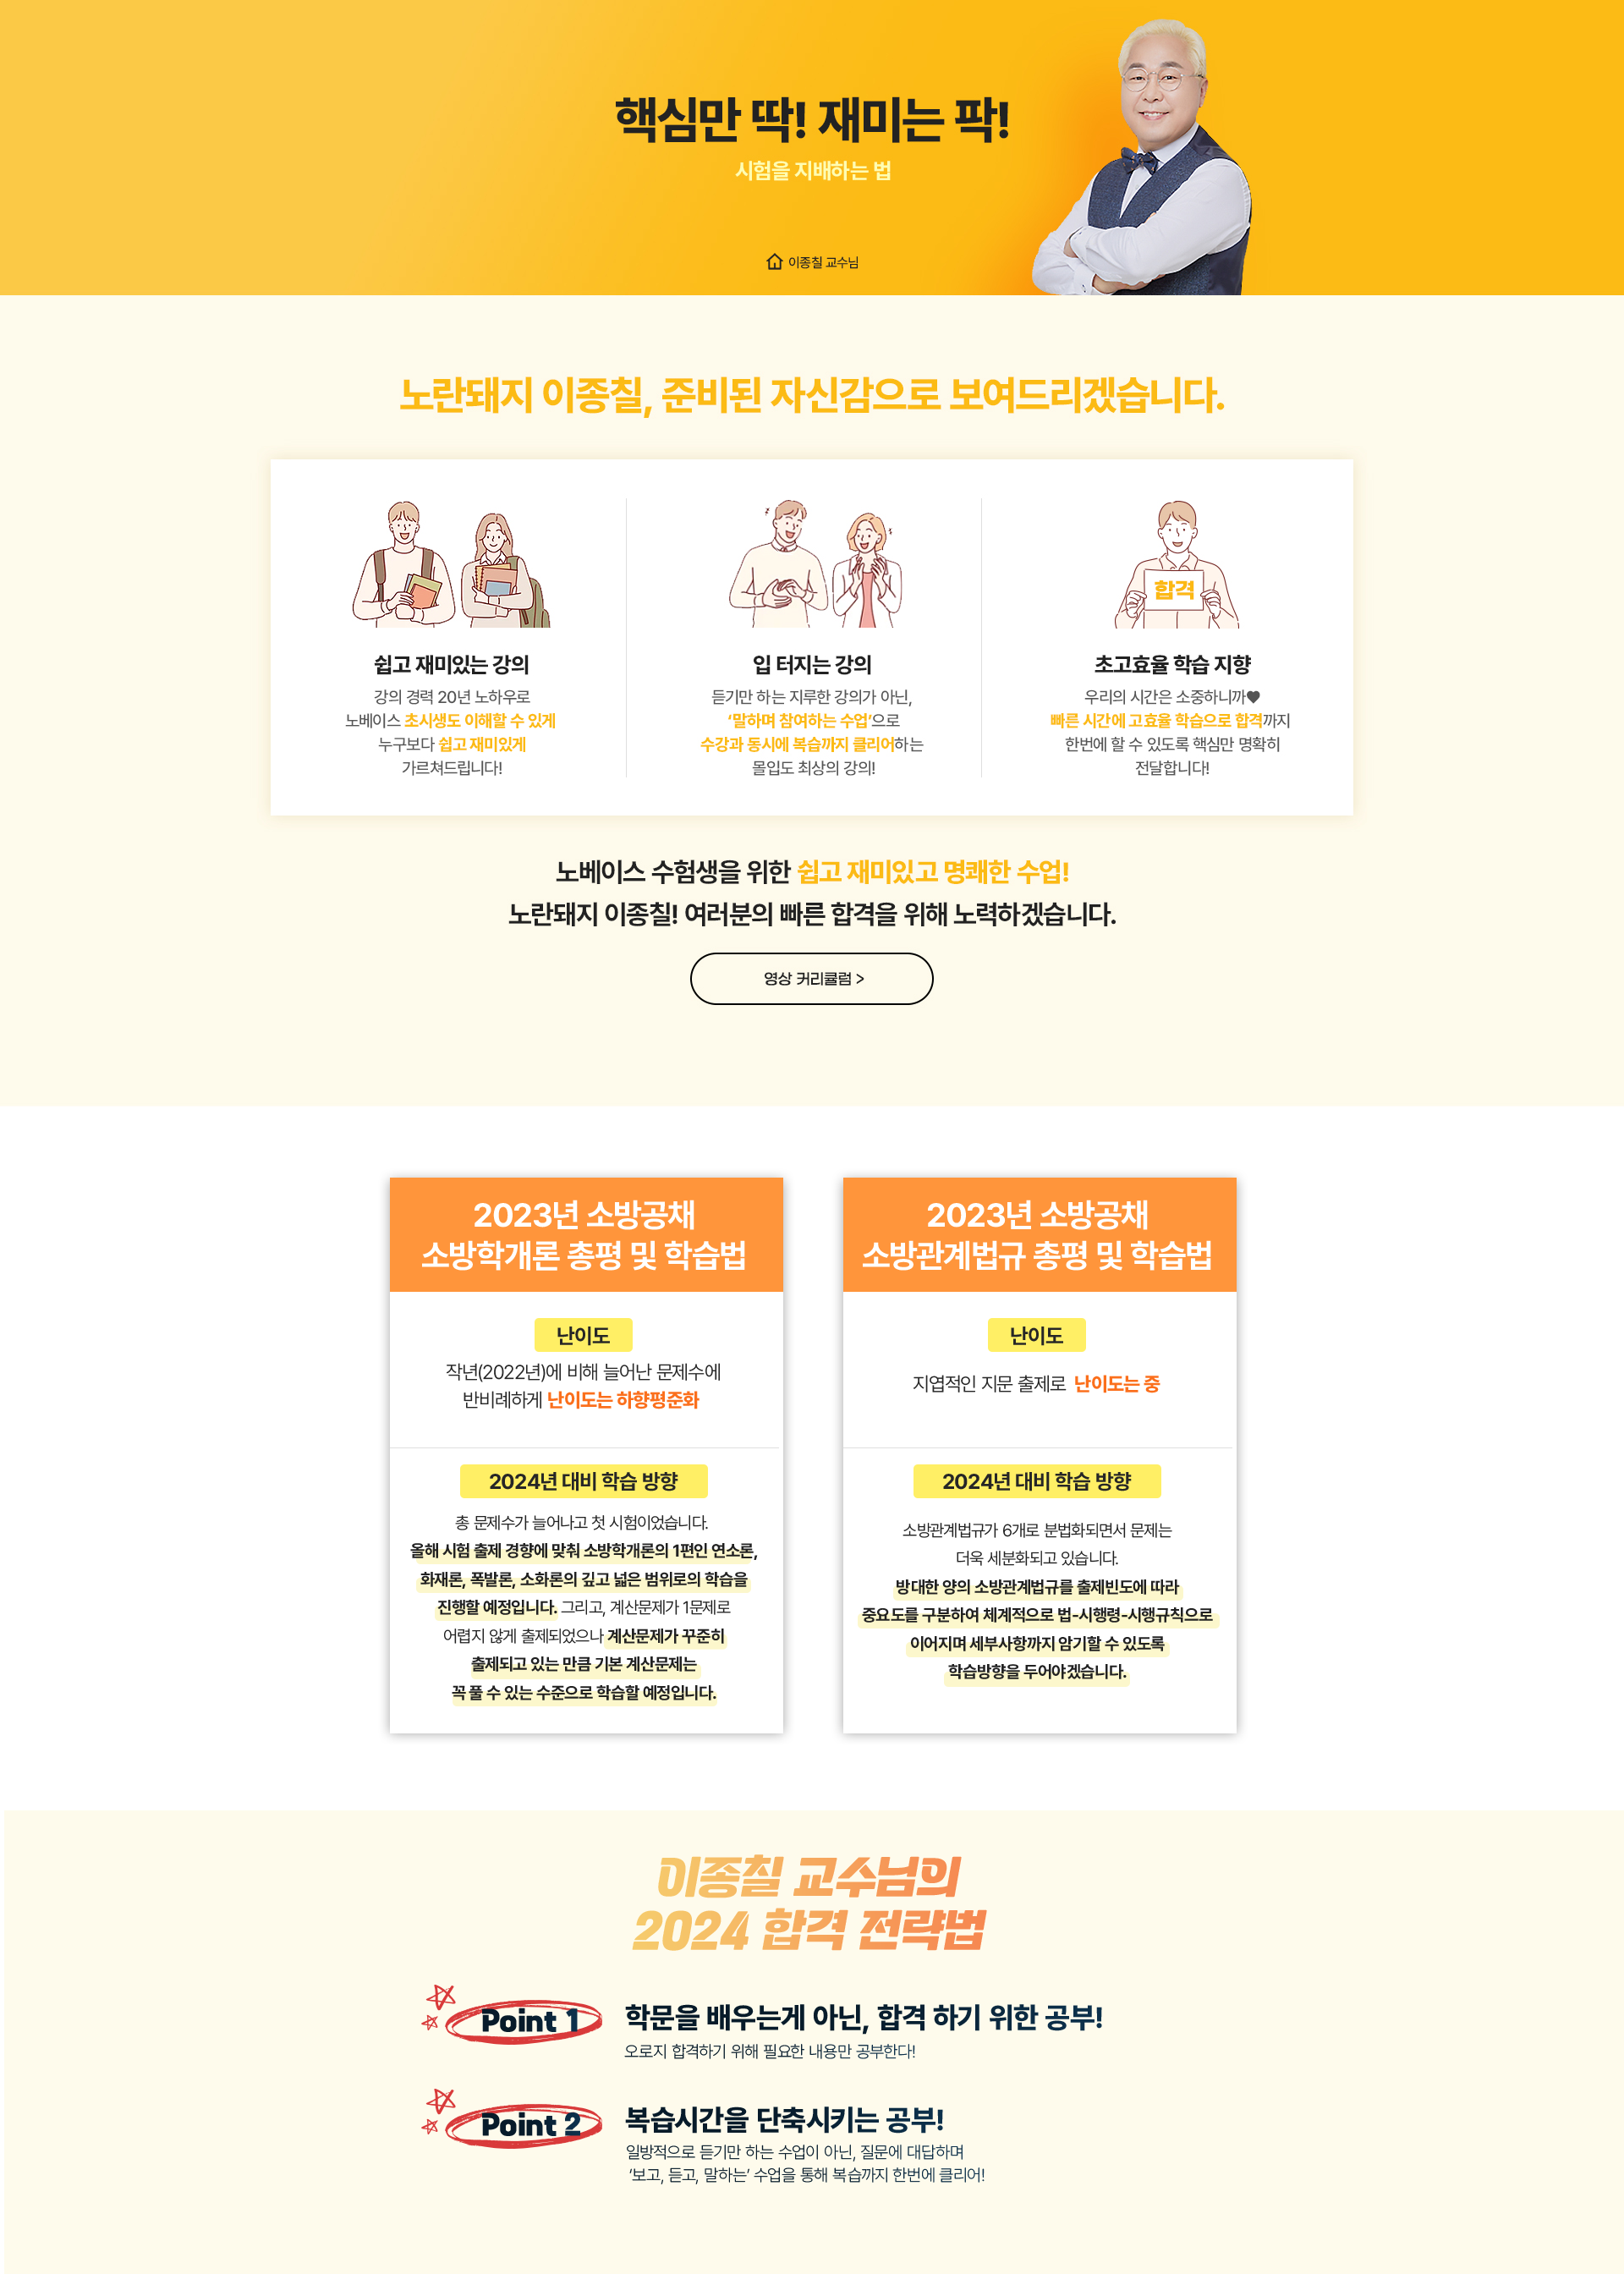 핵심만 딱! 재미는 팍!
시험을 지배하는 법
이종칠 교수님
노란돼지 이종칠, 준비된 자신감으로 보여드리겠습니다.
합격
쉽고 재미있는 강의
강의 경력 20년 노하우로
노베이스 초시생도 이해할 수 있게
누구보다 쉽고 재미있게
가르쳐드립니다!
입 터지는 강의
듣기만 하는 지루한 강의가 아닌,
‘말하며 참여하는 수업’으로
수강과 동시에 복습까지 클리어하는
몰입도 최상의 강의!
초고효율 학습 지향
우리의 시간은 소중하니까♥
빠른 시간에 고효율 학습으로 합격까지
한번에 할 수 있도록 핵심만 명확히
전달합니다!
노베이스 수험생을 위한 쉽고 재미있고 명쾌한 수업!
노란돼지 이종칠! 여러분의 빠른 합격을 위해 노력하겠습니다.
영상 커리큘럼 >
2023년 소방공채
소방학개론 총평 및 학습법
난이도
작년(2022년)에 비해 늘어난 문제수에
반비례하게 난이도는 하향평준화
2024년 대비 학습 방향
총 문제수가 늘어나고 첫 시험이었습니다.
올해 시험 출제 경향에 맞춰 소방학개론의 1편인 연소론,
화재론, 폭발론, 소화론의 깊고 넓은 범위로의 학습을
진행할 예정입니다. 그리고, 계산문제가 1문제로
어렵지 않게 출제되었으나 계산문제가 꾸준히
출제되고 있는 만큼 기본 계산문제는
꼭 풀 수 있는 수준으로 학습할 예정입니다.
2023년 소방공채
소방관계법규 총평 및 학습법
난이도
지엽적인 지문 출제로 난이도는 중
2024년 대비 학습 방향
소방관계법규가 6개로 분법화되면서 문제는
더욱 세분화되고 있습니다.
방대한 양의 소방관계법규를 출제빈도에 따라
중요도를 구분하여 체계적으로 법-시행령-시행규칙으로
이어지며 세부사항까지 암기할 수 있도록
학습방향을 두어야겠습니다.
이종칠 교수님의
2024 합격 전략법
Point 1
학문을 배우는게 아닌, 합격 하기 위한 공부!
오로지 합격하기 위해 필요한 내용만 공부한다!
Point 2
복습시간을 단축시키는 공부!
일방적으로 듣기만 하는 수업이 아닌, 질문에 대답하며
‘보고, 듣고, 말하는’ 수업을 통해 복습까지 한번에 클리어!